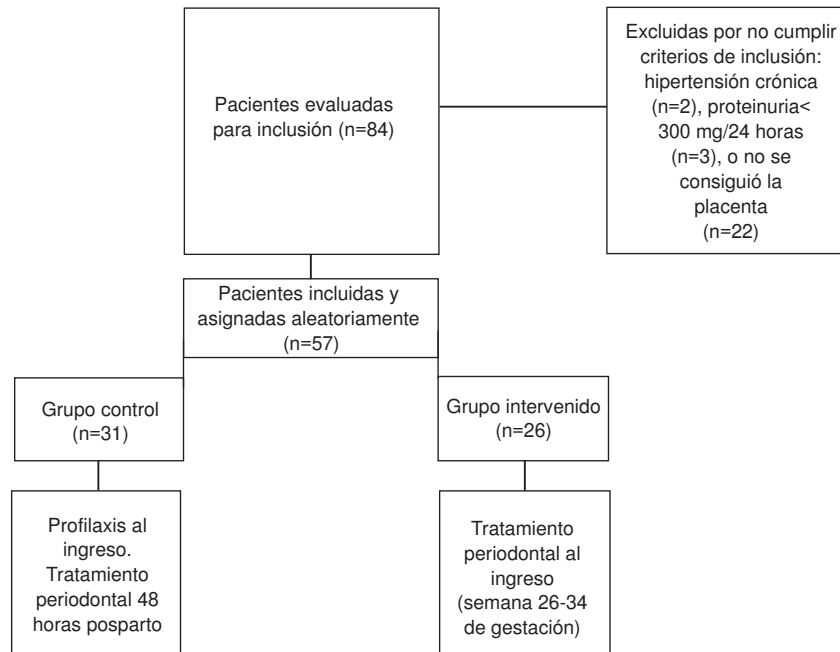 Pacientes evaluadas
para inclusión (n=84)
Excluidas por no cumplir
criterios de inclusión:
hipertensión crónica
(n=2), proteinuria<
300 mg/24 horas
(n=3), o no se
consiguió la
placenta
(n=22)
Pacientes incluidas y
asignadas aleatoriamente
(n=57)
Grupo control
(n=31)
Grupo intervenido
(n=26)
Profilaxis al
ingreso.
Tratamiento
periodontal 48
horas posparto
Tratamiento
periodontal al
ingreso
(semana 26-34
de gestación)